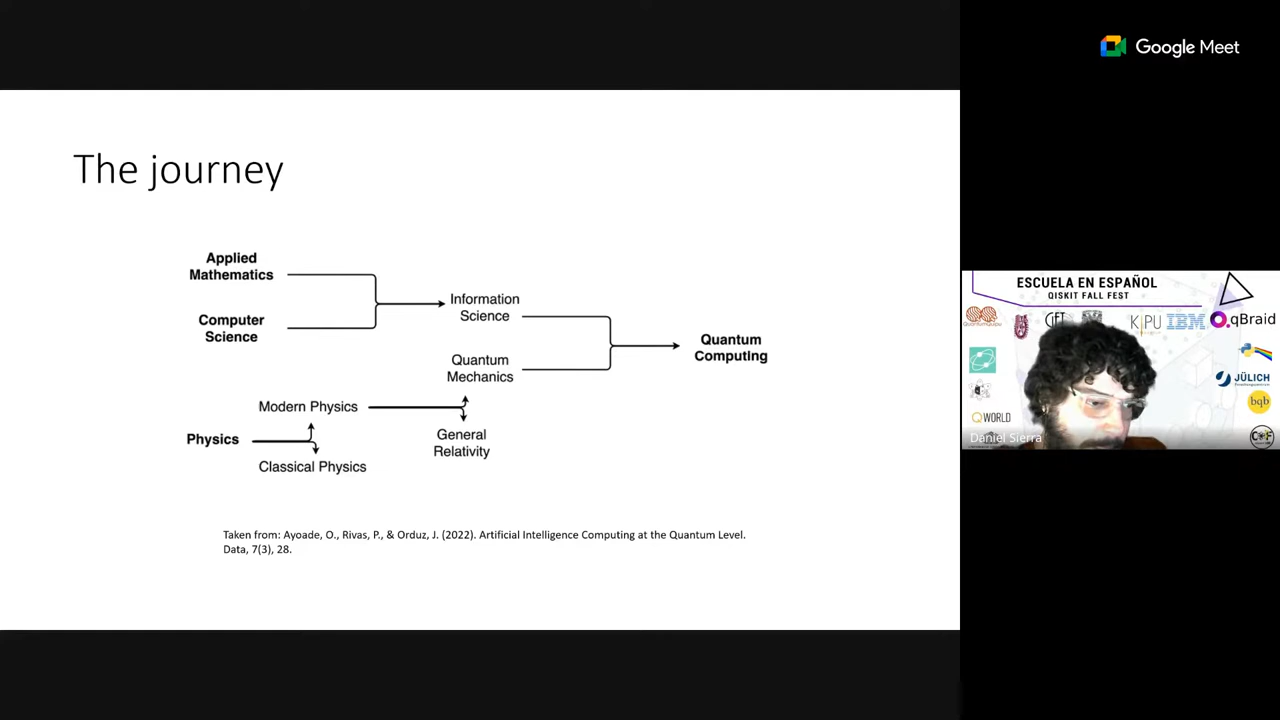 Google Meet
The journey
Applied
Mathematics
Computer
Science
Information
Science
Quantum
Mechanics
Quantum
Computing
Modern Physics
Physics
Classical Physics
General
Relativity
Taken from: Ayoade, O., Rivas, P., & Orduz, J. (2022). Artificial Intelligence Computing at the Quantum Level.
Data, 7(3), 28.
ESCUELA EN ESPAÑOL
QISKIT FALL FEST
KIPU
IBM
qBraid
JÜLICH
bqb
QWORLD
Daniel Sierra